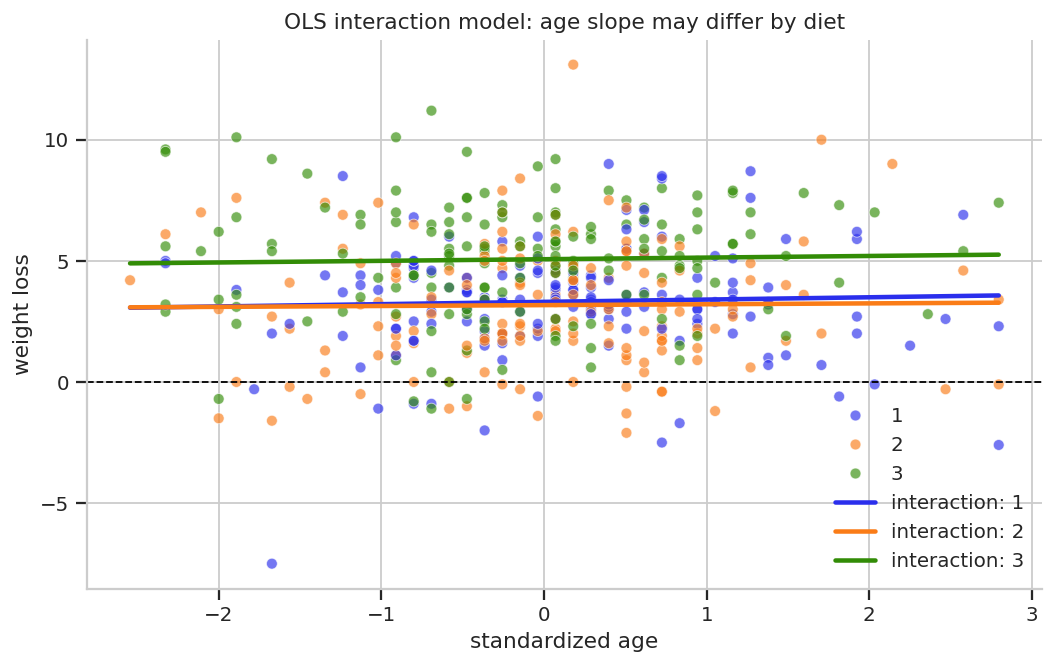 OLS interaction model: age slope may differ by diet
weight loss
10
5
0
−5
−2
−1
0
1
2
3
standardized age
1
2
3
interaction: 1
interaction: 2
interaction: 3